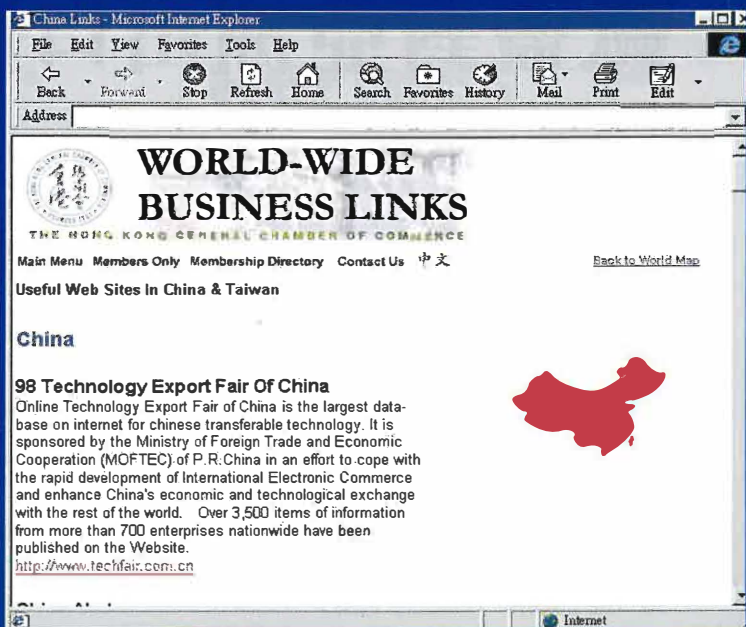 China Links - Microsoft Internet Explorer
File Edit View Favorites Tools Help
Back Forward Stop Refresh Home Search Favorites History Mail Print Edit
Address
WORLD-WIDE
BUSINESS LINKS
THE HONG KONG GENERAL CHAMBER OF COMMERCE
Main Menu Members Only Membership Directory Contact Us 中文 Back to World Map
Useful Web Sites In China & Taiwan
China
98 Technology Export Fair Of China
Online Technology Export Fair of China is the largest data-
base on internet for chinese transferable technology. It is
sponsored by the Ministry of Foreign Trade and Economic
Cooperation (MOFTEC) of P.R.China in an effort to cope with
the rapid development of International Electronic Commerce
and enhance China's economic and technological exchange
with the rest of the world. Over 3,500 items of information
from more than 700 enterprises nationwide have been
published on the Website.
http://www.techfair.com.cn
Internet